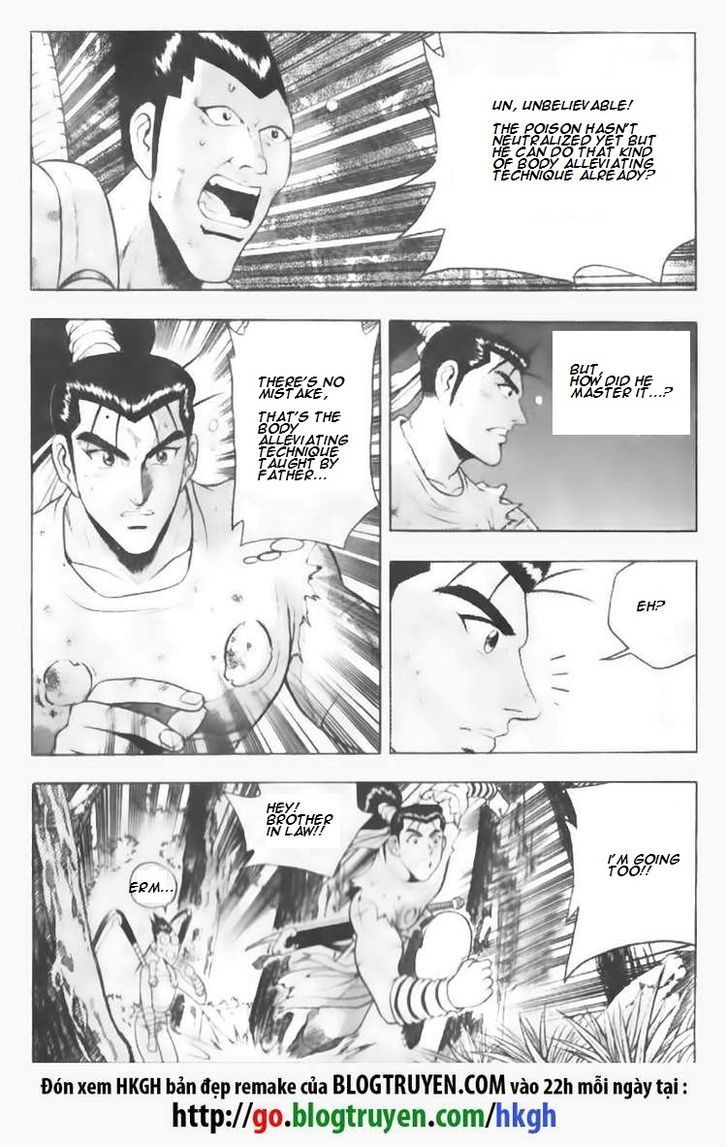 UN, UNBELIEVABLE!
THE POISON HASN'T
NEUTRALIZED YET BUT
HE CAN DO THAT KIND
OF BODY ALLEVIATING
TECHNIQUE ALREADY?
BUT,
HOW DID HE
MASTER IT...?
THERE'S NO
MISTAKE,
THAT'S THE
BODY
ALLEVIATING
TECHNIQUE
TAUGHT BY
FATHER...
EH?
HEY!
BROTHER
IN LAW!!
I'M GOING
TOO!!
ERM...
Đón xem HKGH bản đẹp remake của BLOGTRUYEN.COM vào 22h mỗi ngày tại :
http://go.blogtruyen.com/hkgh